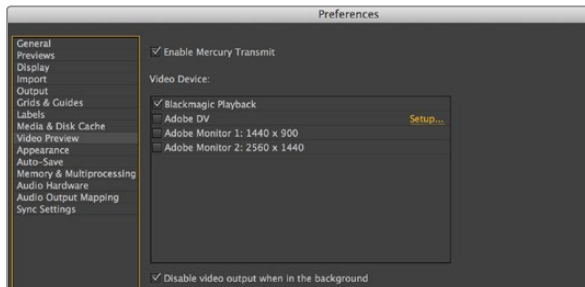 Preferences
General
Previews
Display
Import
Output
Grids & Guides
Labels
Media & Disk Cache
Video Preview
Appearance
Auto-Save
Memory & Multiprocessing
Audio Hardware
Audio Output Mapping
Sync Settings
Enable Mercury Transmit
Video Device:
Blackmagic Playback
Adobe DV Setup...
Adobe Monitor 1: 1440 x 900
Adobe Monitor 2: 2560 x 1440
Disable video output when in the background